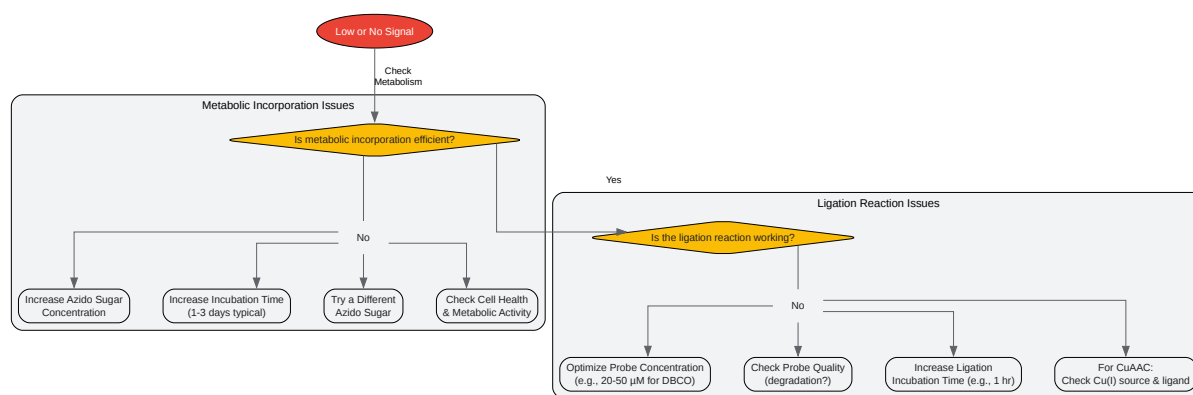 Low or No Signal
Check
Metabolism
Metabolic Incorporation Issues
Is metabolic incorporation efficient?
Yes
Ligation Reaction Issues
Is the ligation reaction working?
No
Increase Azido Sugar
Concentration
Increase Incubation Time
(1-3 days typical)
Try a Different
Azido Sugar
Check Cell Health
& Metabolic Activity
No
Optimize Probe Concentration
(e.g., 20-50 µM for DBCO)
Check Probe Quality
(degradation?)
Increase Ligation
Incubation Time (e.g., 1 hr)
For CuAAC:
Check Cu(I) source & ligand